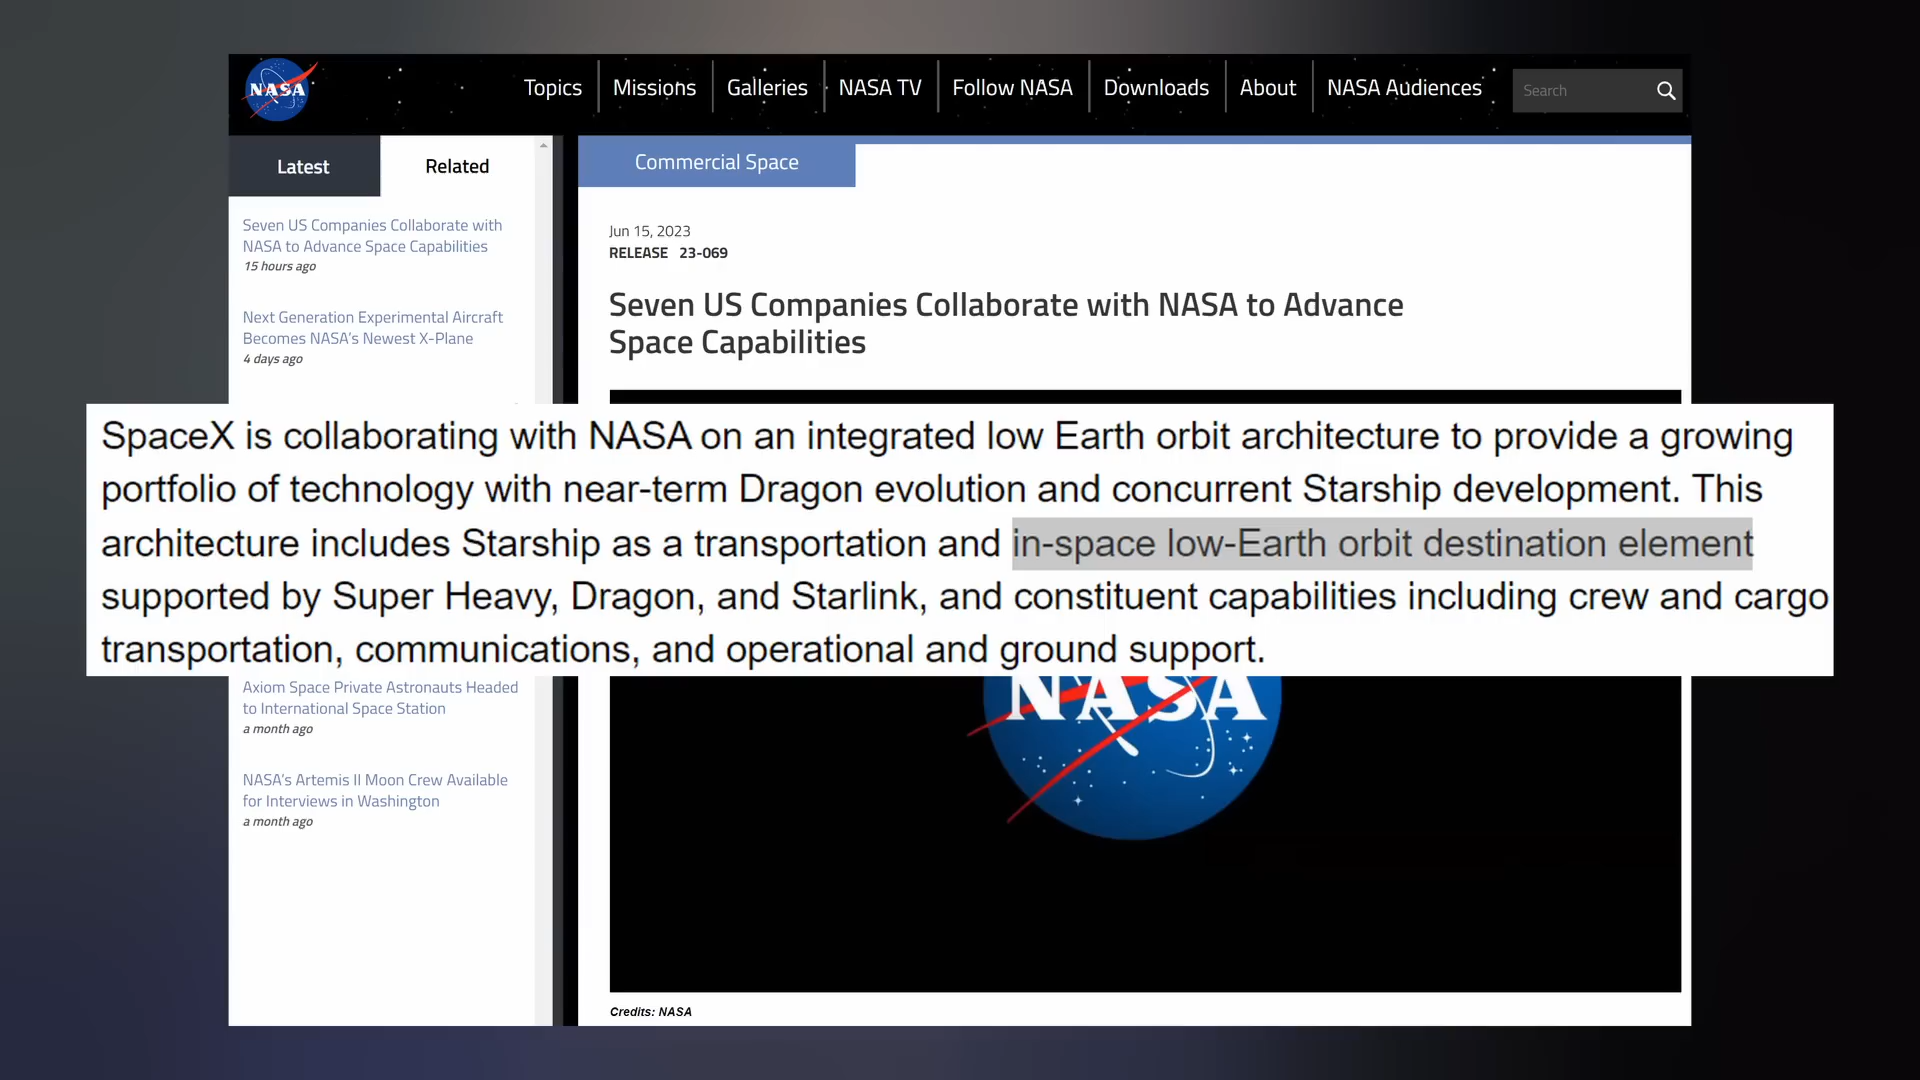 NASA
Topics
Missions
Galleries
NASA TV
Follow NASA
Downloads
About
NASA Audiences
Search
Latest
Related
Commercial Space
Seven US Companies Collaborate with
NASA to Advance Space Capabilities
15 hours ago
Next Generation Experimental Aircraft
Becomes NASA's Newest X-Plane
4 days ago
Jun 15, 2023
RELEASE 23-069
Seven US Companies Collaborate with NASA to Advance
Space Capabilities
SpaceX is collaborating with NASA on an integrated low Earth orbit architecture to provide a growing
portfolio of technology with near-term Dragon evolution and concurrent Starship development. This
architecture includes Starship as a transportation and in-space low-Earth orbit destination element
supported by Super Heavy, Dragon, and Starlink, and constituent capabilities including crew and cargo
transportation, communications, and operational and ground support.
Axiom Space Private Astronauts Headed
to International Space Station
a month ago
NASA's Artemis II Moon Crew Available
for Interviews in Washington
a month ago
NASA
Credits: NASA